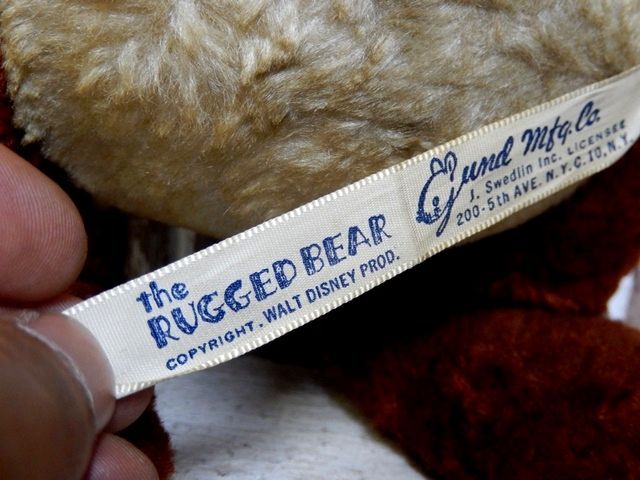 the
RUGGED BEAR
COPYRIGHT. WALT DISNEY PROD.
Gund Mfg. Co.
J. Swedlin Inc. LICENSEE
200-5th AVE. N.Y.C. 10, N.Y.